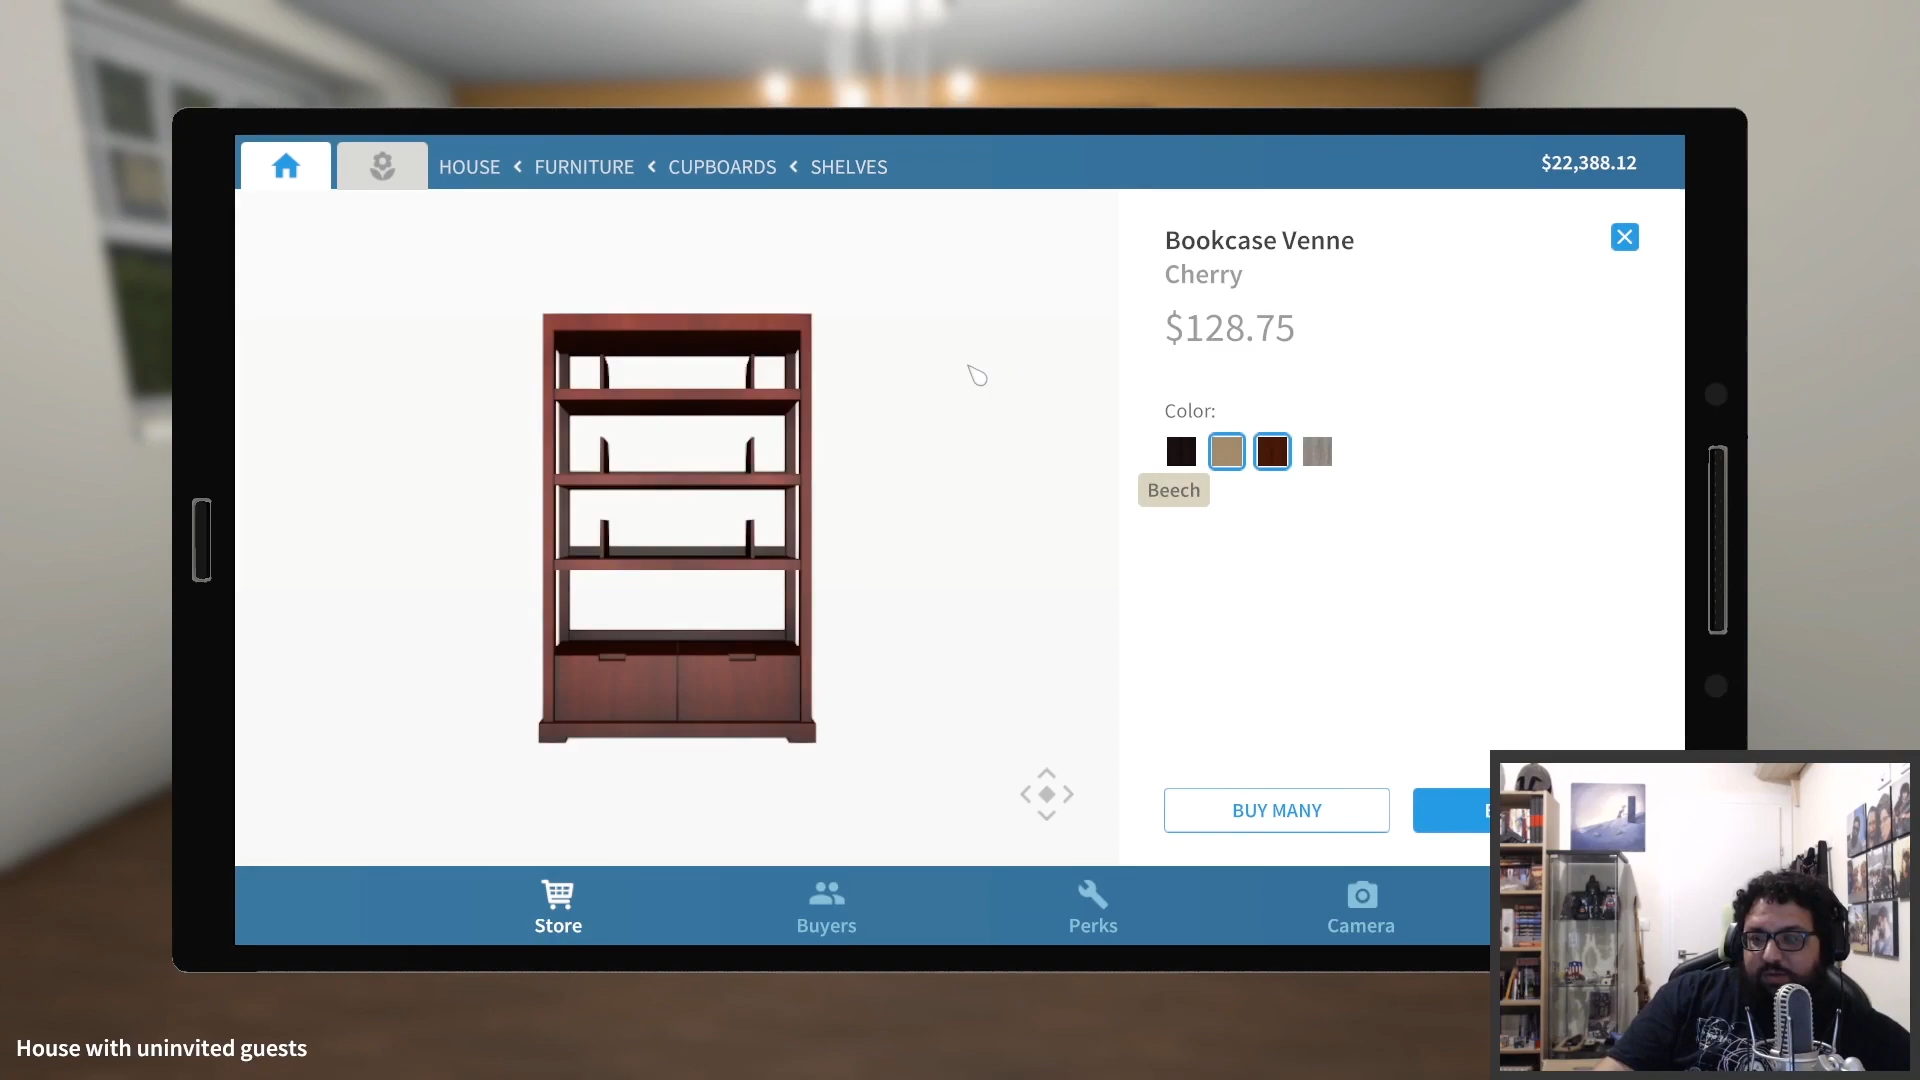 HOUSE < FURNITURE < CUPBOARDS < SHELVES
$22,388.12
Bookcase Venne
Cherry
$128.75
Color:
Beech
BUY MANY
Store
Buyers
Perks
Camera
House with uninvited guests